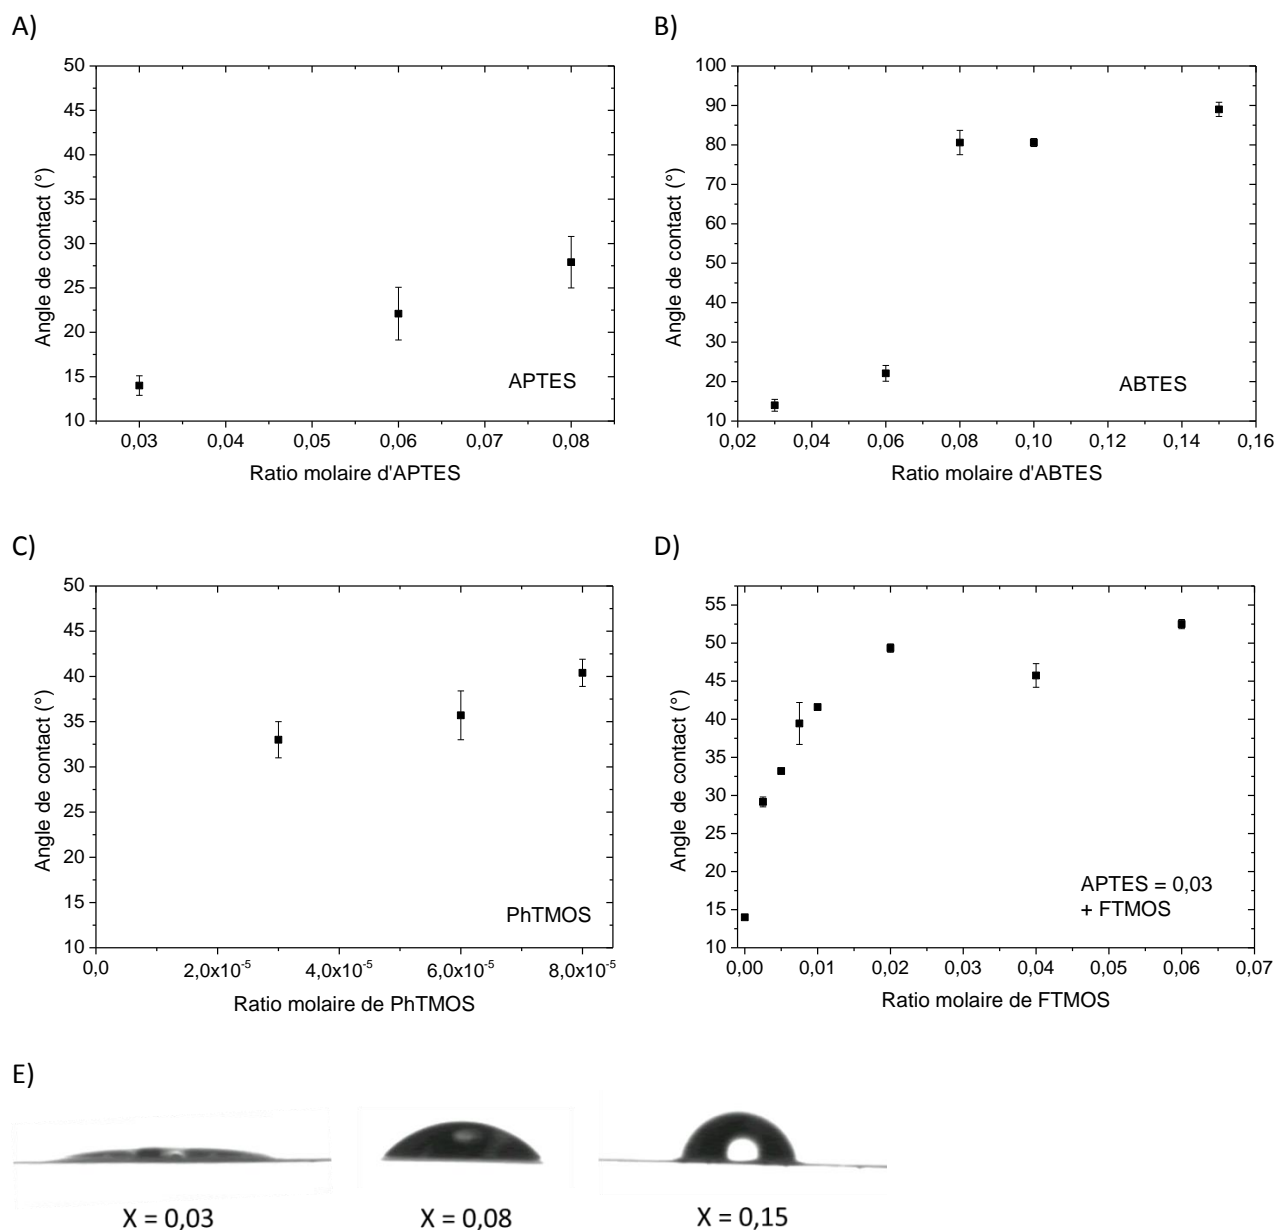 A)
50
45
40
35
30
25
20
15
10
Angle de contact (°)
APTES
0,03 0,04 0,05 0,06 0,07 0,08
Ratio molaire d'APTES
B)
100
90
80
70
60
50
40
30
20
10
Angle de contact (°)
ABTES
0,02 0,04 0,06 0,08 0,10 0,12 0,14 0,16
Ratio molaire d'ABTES
C)
50
45
40
35
30
25
20
15
10
Angle de contact (°)
PhTMOS
0,0 2,0x10⁻⁵ 4,0x10⁻⁵ 6,0x10⁻⁵ 8,0x10⁻⁵
Ratio molaire de PhTMOS
D)
55
50
45
40
35
30
25
20
15
10
Angle de contact (°)
APTES = 0,03
+ FTMOS
0,00 0,01 0,02 0,03 0,04 0,05 0,06 0,07
Ratio molaire de FTMOS
E)
X = 0,03 X = 0,08 X = 0,15